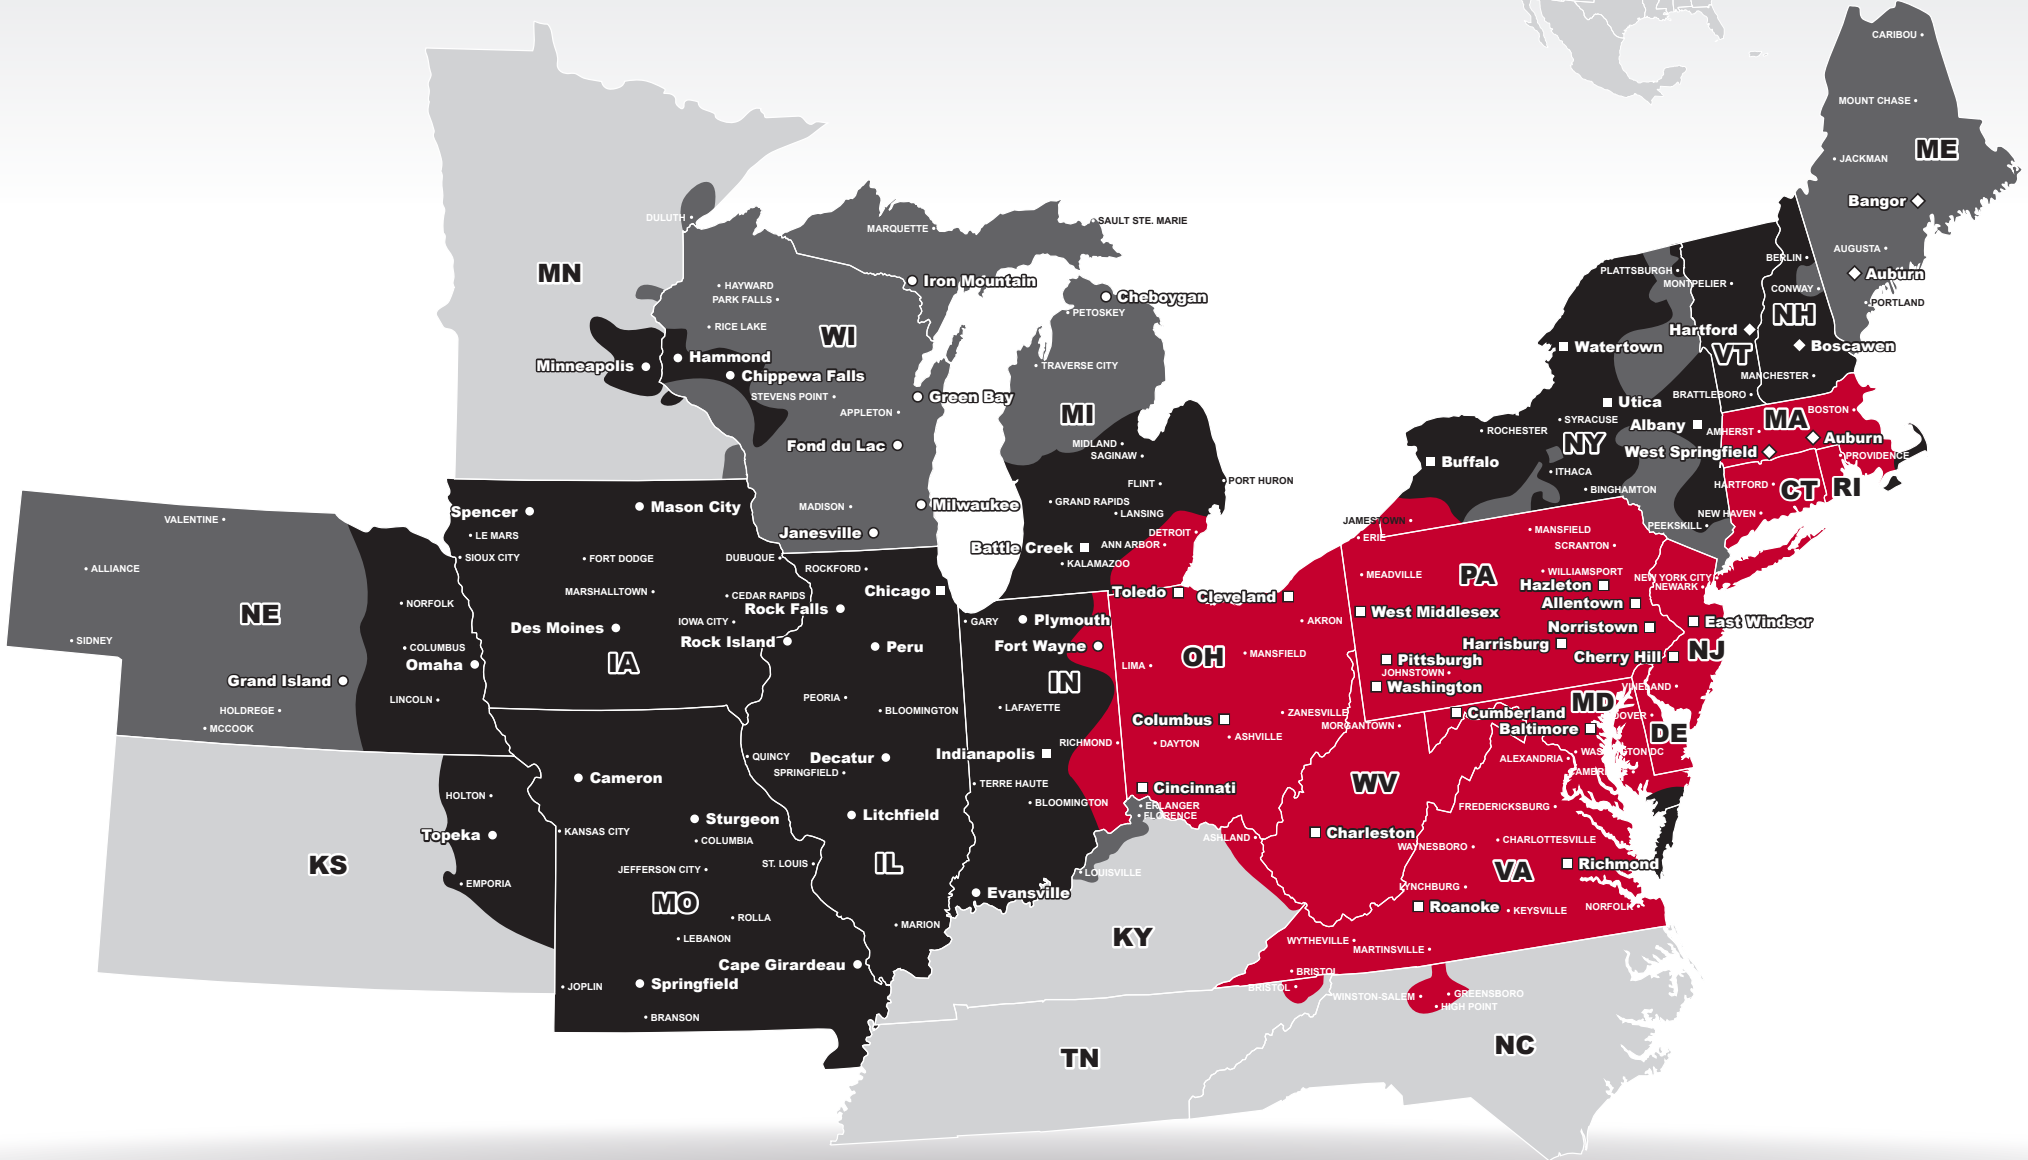 CARIBOU
MOUNT CHASE
ME
JACKMAN
Bangor
AUGUSTA
Auburn
PORTLAND
BERLIN
CONWAY
NH
Boscawen
MANCHESTER
PLATTSBURGH
MONTPELIER
Hartford
VT
BRATTLEBORO
Watertown
Utica
SYRACUSE
Albany
ROCHESTER
NY
Buffalo
ITHACA
BINGHAMTON
PEEKSKILL
JAMESTOWN
NEW YORK CITY
MA
BOSTON
AMHERST
Auburn
West Springfield
PROVIDENCE
HARTFORD
CT
RI
NEW HAVEN
ERIE
MANSFIELD
SCRANTON
MEADVILLE
PA
WILLIAMSPORT
Hazleton
NEWARK
Allentown
West Middlesex
Norristown
East Windsor
Harrisburg
Cherry Hill
NJ
Pittsburgh
JOHNSTOWN
Washington
VINELAND
Cumberland
MD
Baltimore
DOVER
DE
WASHINGTON DC
ALEXANDRIA
MORGANTOWN
WV
Charleston
FREDERICKSBURG
CHARLOTTESVILLE
WAYNESBORO
Richmond
VA
LYNCHBURG
Roanoke
KEYSVILLE
NORFOLK
WYTHEVILLE
MARTINSVILLE
BRISTOL
BRISTOL
WINSTON-SALEM
GREENSBORO
HIGH POINT
NC
TN
KY
ASHLAND
LOUISVILLE
ERLANGER
FLORENCE
Toledo
Cleveland
AKRON
LIMA
OH
MANSFIELD
Columbus
ZANESVILLE
DAYTON
ASHVILLE
Cincinnati
SAULT STE. MARIE
MARQUETTE
Iron Mountain
Cheboygan
PETOSKEY
TRAVERSE CITY
MI
MIDLAND
SAGINAW
FLINT
PORT HURON
GRAND RAPIDS
LANSING
DETROIT
ANN ARBOR
Battle Creek
KALAMAZOO
GARY
Plymouth
Fort Wayne
IN
LAFAYETTE
RICHMOND
Indianapolis
TERRE HAUTE
BLOOMINGTON
Evansville
DULUTH
MN
Minneapolis
HAYWARD
PARK FALLS
RICE LAKE
WI
Hammond
Chippewa Falls
STEVENS POINT
APPLETON
Green Bay
Fond du Lac
MADISON
Milwaukee
Janesville
ROCKFORD
Chicago
Rock Falls
Rock Island
Peru
PEORIA
BLOOMINGTON
QUINCY
Decatur
SPRINGFIELD
Litchfield
IL
MARION
Spencer
Mason City
LE MARS
SIOUX CITY
FORT DODGE
DUBUQUE
MARSHALLTOWN
CEDAR RAPIDS
IOWA CITY
Des Moines
IA
VALENTINE
ALLIANCE
NE
NORFOLK
SIDNEY
COLUMBUS
Omaha
Grand Island
LINCOLN
HOLDREGE
MCCOOK
HOLTON
Topeka
KS
EMPORIA
Cameron
Sturgeon
KANSAS CITY
COLUMBIA
JEFFERSON CITY
ST. LOUIS
MO
ROLLA
LEBANON
Cape Girardeau
Springfield
JOPLIN
BRANSON